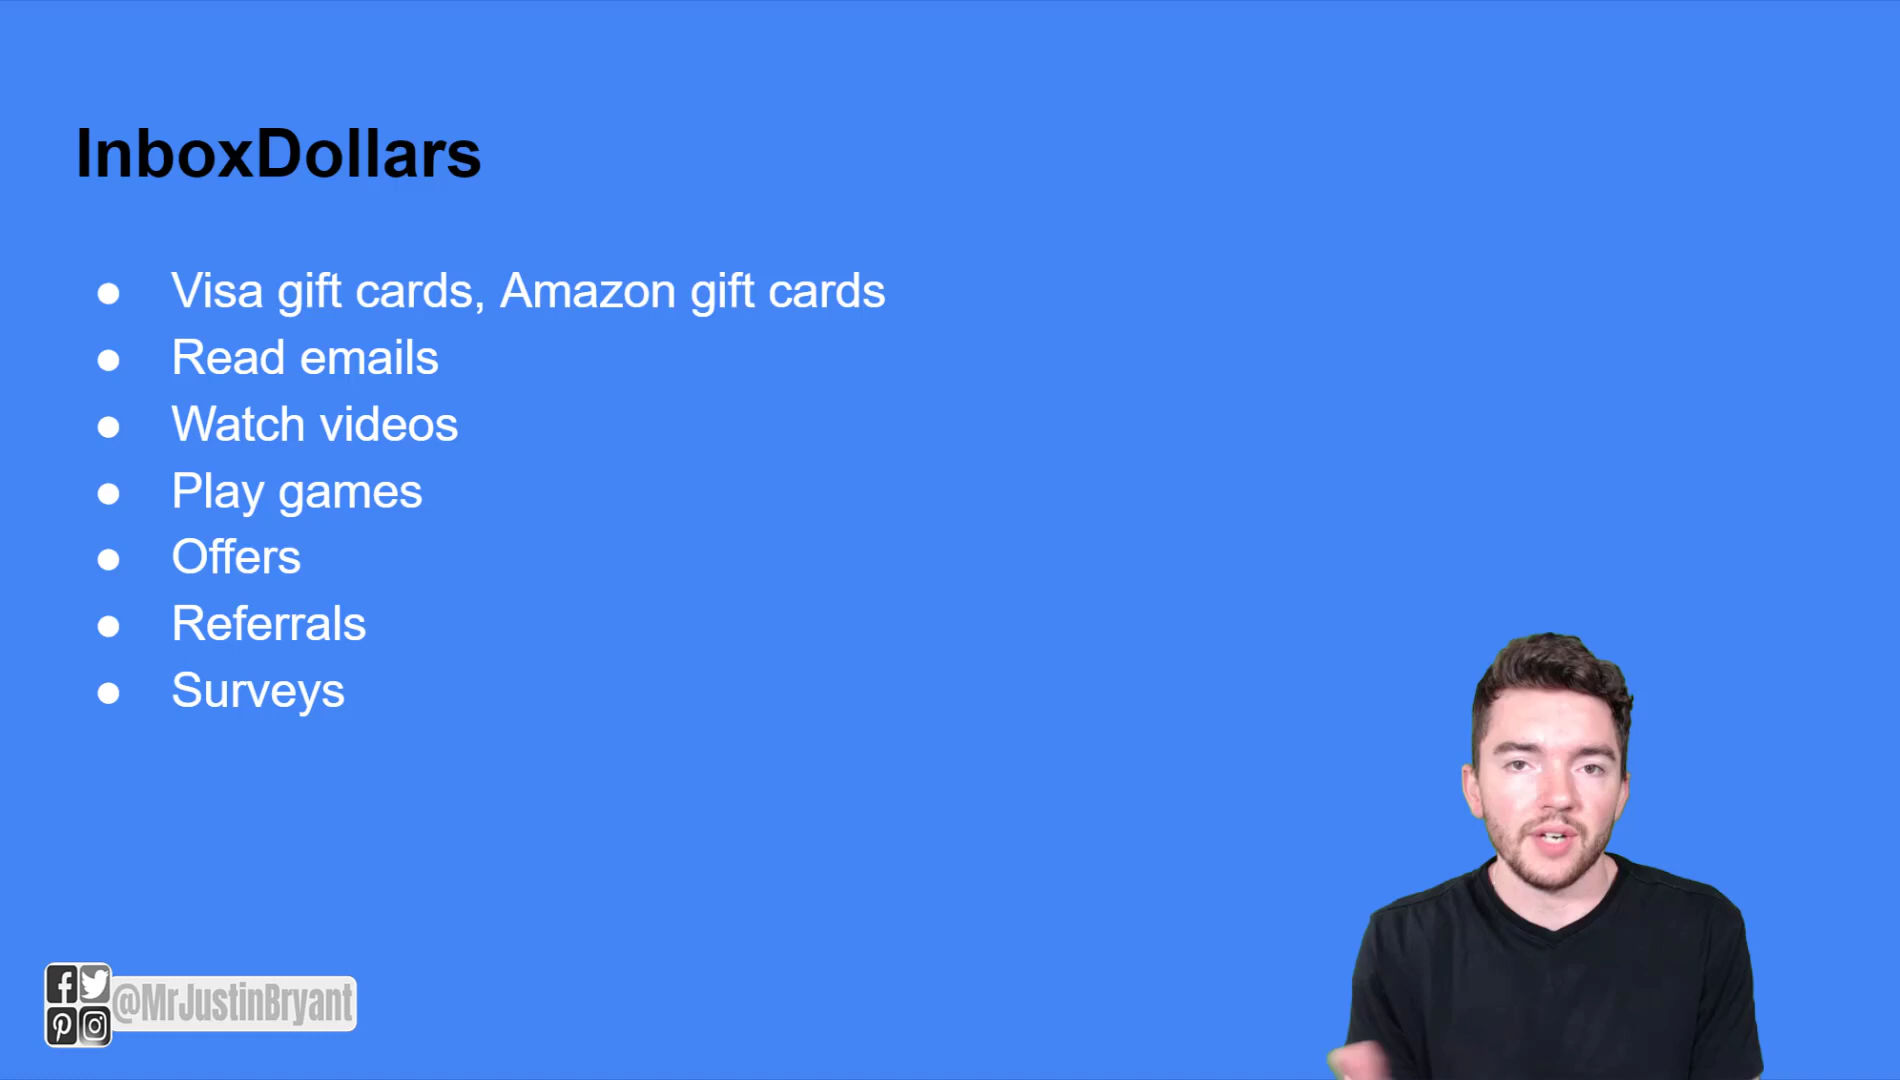 InboxDollars
Visa gift cards, Amazon gift cards
Read emails
Watch videos
Play games
Offers
Referrals
Surveys
@MrJustinBryant